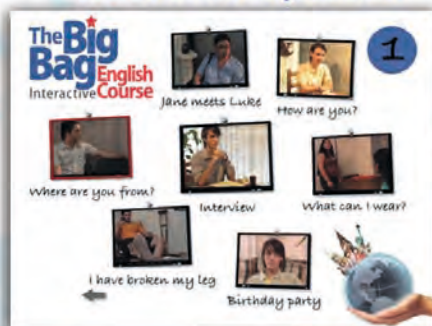 The Big
Bag English
Interactive Course
1
Jane meets Luke
How are you?
Where are you from?
Interview
What can I wear?
I have broken my leg
Birthday party